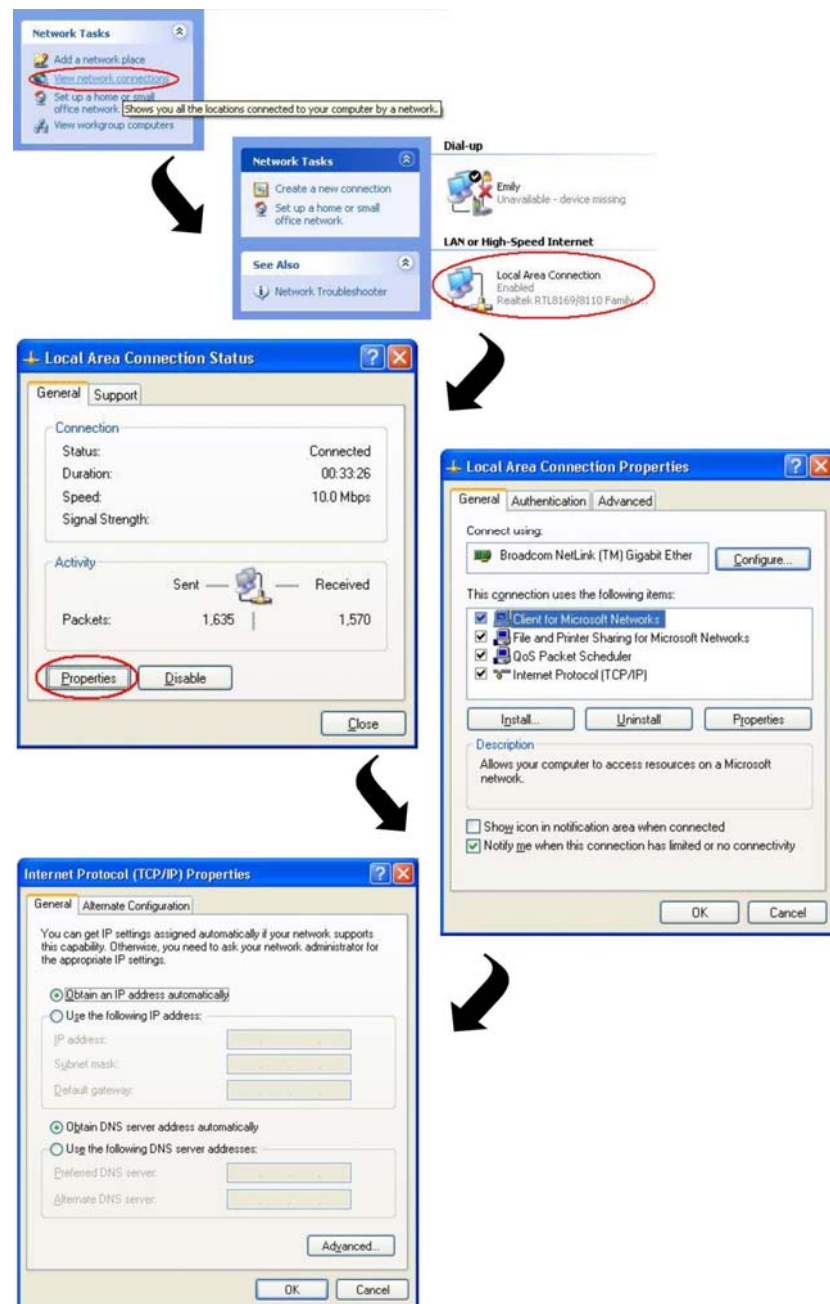 Network Tasks
Add a network place
View network connections
Set up a home or small
office network
Shows you all the locations connected to your computer by a network.
View workgroup computers
Network Tasks
Create a new connection
Set up a home or small
office network
See Also
Network Troubleshooter
Dial-up
Emily
Unavailable - device missing
LAN or High-Speed Internet
Local Area Connection
Enabled
Realtek RTL8169/8110 Family ...
Local Area Connection Status
General Support
Connection
Status: Connected
Duration: 00:33:26
Speed: 10.0 Mbps
Signal Strength:
Activity
Sent Received
Packets: 1,635 1,570
Properties Disable
Close
Local Area Connection Properties
General Authentication Advanced
Connect using:
Broadcom NetLink (TM) Gigabit Ether Configure...
This connection uses the following items:
Client for Microsoft Networks
File and Printer Sharing for Microsoft Networks
QoS Packet Scheduler
Internet Protocol (TCP/IP)
Install... Uninstall Properties
Description
Allows your computer to access resources on a Microsoft
network.
Show icon in notification area when connected
Notify me when this connection has limited or no connectivity
OK Cancel
Internet Protocol (TCP/IP) Properties
General Alternate Configuration
You can get IP settings assigned automatically if your network supports
this capability. Otherwise, you need to ask your network administrator for
the appropriate IP settings.
Obtain an IP address automatically
Use the following IP address:
IP address:
Subnet mask:
Default gateway:
Obtain DNS server address automatically
Use the following DNS server addresses:
Preferred DNS server:
Alternate DNS server:
Advanced...
OK Cancel